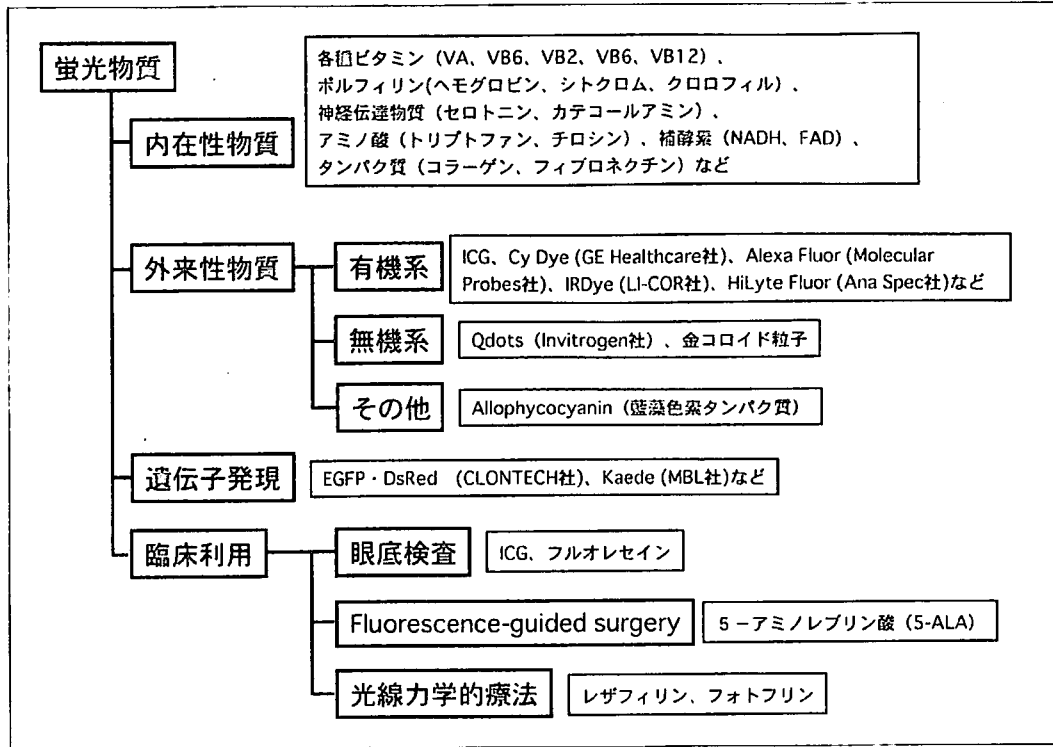 蛍光物質
各種ビタミン（VA、VB6、VB2、VB6、VB12）、
ポルフィリン(ヘモグロビン、シトクロム、クロロフィル）、
神経伝達物質（セロトニン、カテコールアミン）、
アミノ酸（トリプトファン、チロシン）、補酵素（NADH、FAD）、
タンパク質（コラーゲン、フィブロネクチン）など
内在性物質
外来性物質
有機系
ICG、Cy Dye (GE Healthcare社)、Alexa Fluor (Molecular
Probes社)、IRDye (LI-COR社)、HiLyte Fluor (Ana Spec社)など
無機系
Qdots（Invitrogen社）、金コロイド粒子
その他
Allophycocyanin（藍藻色素タンパク質）
遺伝子発現
EGFP・DsRed （CLONTECH社)、Kaede (MBL社)など
臨床利用
眼底検査
ICG、フルオレセイン
Fluorescence-guided surgery
5－アミノレブリン酸（5-ALA）
光線力学的療法
レザフィリン、フォトフリン